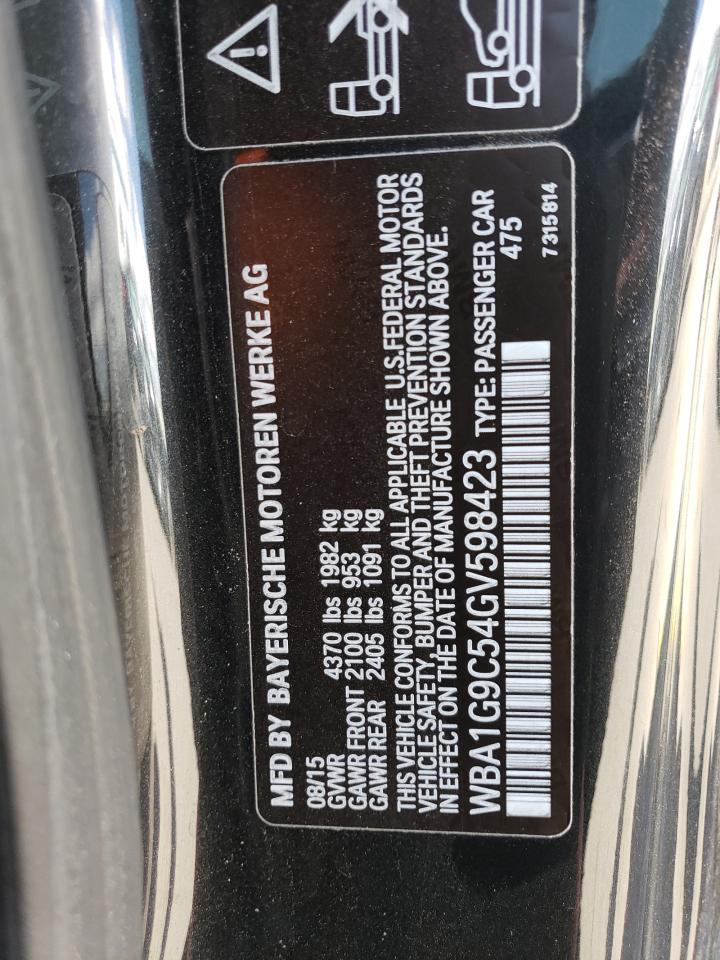 MFD BY BAYERISCHE MOTOREN WERKE AG
08/15
GVWR 4370 lbs 1982 kg
GAWR FRONT 2100 lbs 953 kg
GAWR REAR 2405 lbs 1091 kg
THIS VEHICLE CONFORMS TO ALL APPLICABLE U.S.FEDERAL MOTOR
VEHICLE SAFETY, BUMPER AND THEFT PREVENTION STANDARDS
IN EFFECT ON THE DATE OF MANUFACTURE SHOWN ABOVE.
WBA1G9C54GV598423 TYPE: PASSENGER CAR
475
7315814